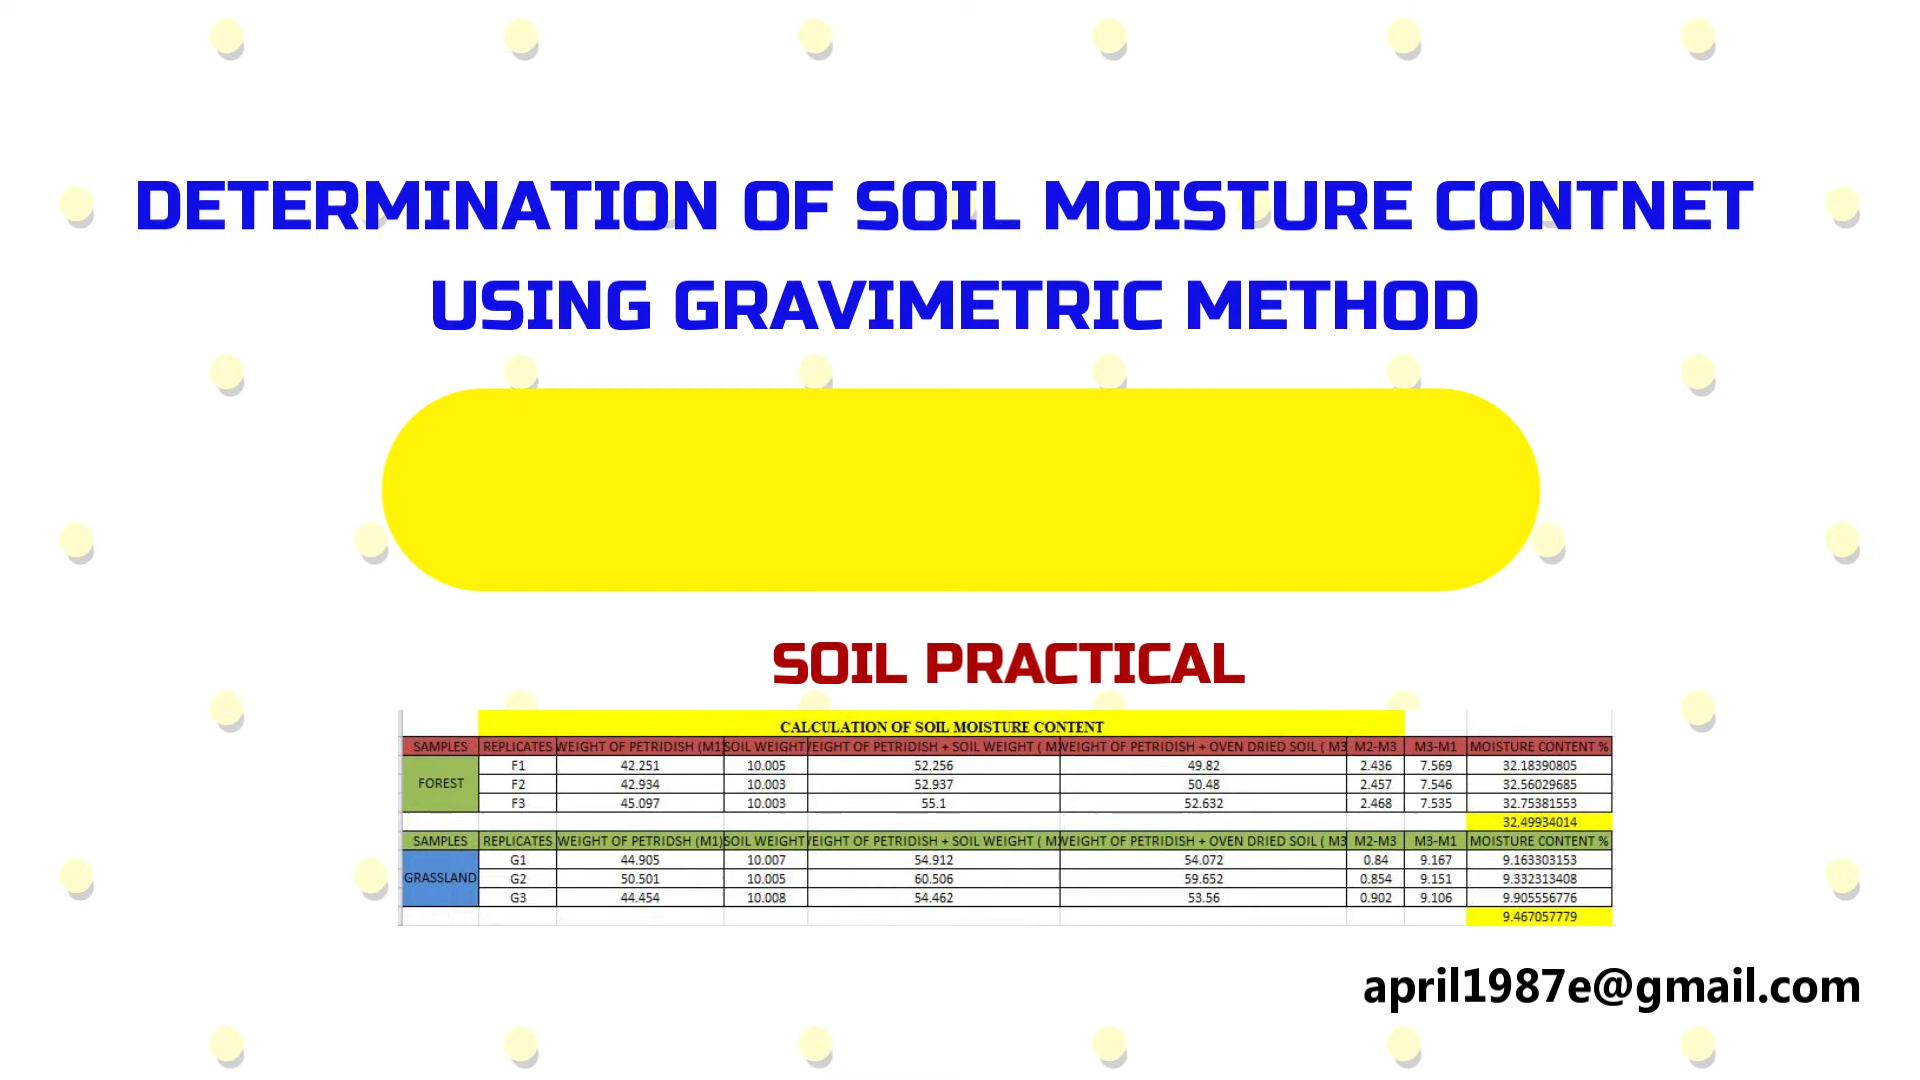 DETERMINATION OF SOIL MOISTURE CONTNET
USING GRAVIMETRIC METHOD
SOIL PRACTICAL
CALCULATION OF SOIL MOISTURE CONTENT
SAMPLES REPLICATES WEIGHT OF PETRIDISH (M1) SOIL WEIGHT WEIGHT OF PETRIDISH + SOIL WEIGHT ( M WEIGHT OF PETRIDISH + OVEN DRIED SOIL ( M3 M2-M3 M3-M1 MOISTURE CONTENT %
FOREST F1 42.251 10.005 52.256 49.82 2.436 7.569 32.18390805
F2 42.934 10.003 52.937 50.48 2.457 7.546 32.56029685
F3 45.097 10.003 55.1 52.632 2.468 7.535 32.75381553
32.49934014
SAMPLES REPLICATES WEIGHT OF PETRIDSH (M1) SOIL WEIGHT WEIGHT OF PETRIDISH + SOIL WEIGHT ( M WEIGHT OF PETRIDISH + OVEN DRIED SOIL ( M3 M2-M3 M3-M1 MOISTURE CONTENT %
GRASSLAND G1 44.905 10.007 54.912 54.072 0.84 9.167 9.163303153
G2 50.501 10.005 60.506 59.652 0.854 9.151 9.332313408
G3 44.454 10.008 54.462 53.56 0.902 9.106 9.905556776
9.467057779
april1987e@gmail.com